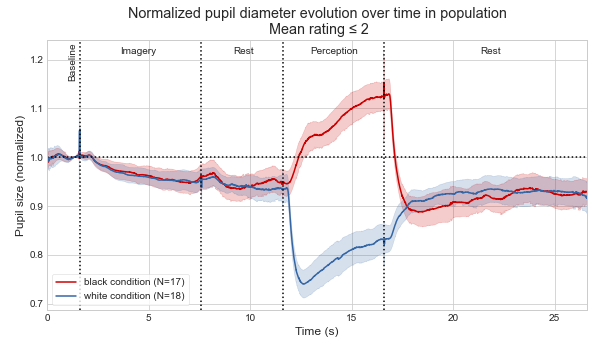 Normalized pupil diameter evolution over time in population
Mean rating ≤ 2
Baseline
Imagery
Rest
Perception
Rest
Pupil size (normalized)
1.2
1.1
1.0
0.9
0.8
0.7
black condition (N=17)
white condition (N=18)
0
5
10
15
20
25
Time (s)